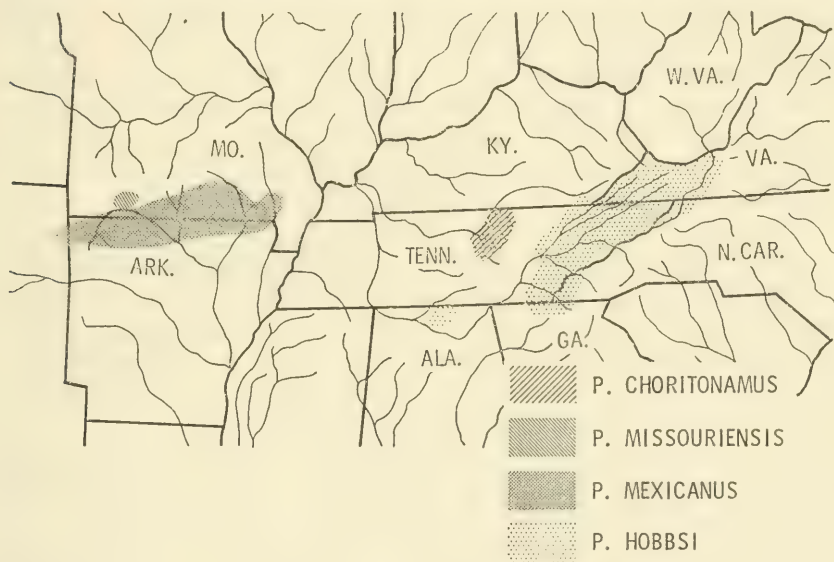 W. VA.
MO.
KY.
- VA.
TENN.
N. CAR.
ARK.
GA.
ALA.
P. CHORITONAMUS
P. MISSOURIENSIS
P. MEXICANUS
P. HOBBSI